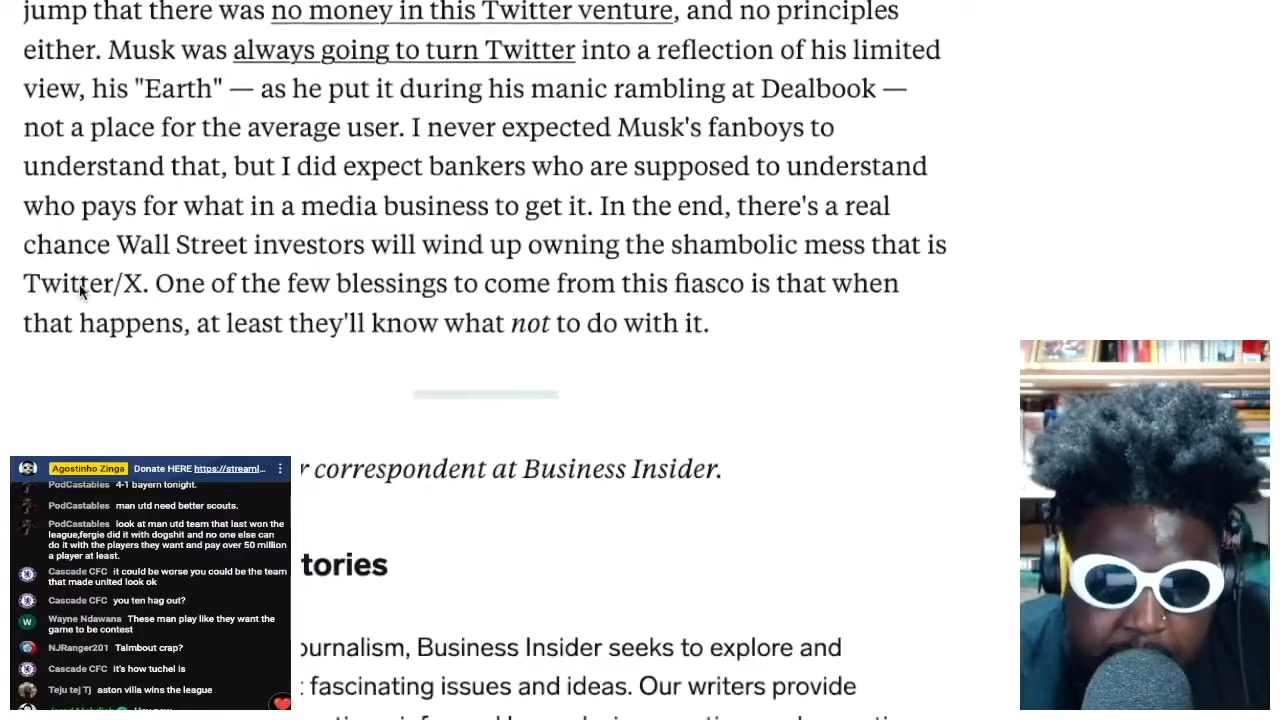 jump that there was no money in this Twitter venture, and no principles
either. Musk was always going to turn Twitter into a reflection of his limited
view, his "Earth" — as he put it during his manic rambling at Dealbook —
not a place for the average user. I never expected Musk's fanboys to
understand that, but I did expect bankers who are supposed to understand
who pays for what in a media business to get it. In the end, there's a real
chance Wall Street investors will wind up owning the shambolic mess that is
Twitter/X. One of the few blessings to come from this fiasco is that when
that happens, at least they'll know what not to do with it.
r correspondent at Business Insider.
tories
ournalism, Business Insider seeks to explore and
t fascinating issues and ideas. Our writers provide
Agostinho Zinga Donate HERE https://streaml...
PodCastables 4-1 bayern tonight.
PodCastables man utd need better scouts.
PodCastables look at man utd team that last won the
league,fergie did it with dogshit and no one else can
do it with the players they want and pay over 50 million
a player at least.
Cascade CFC it could be worse you could be the team
that made united look ok
Cascade CFC you ten hag out?
W
Wayne Ndawana These man play like they want the
game to be contest
NJRanger201 Talmbout crap?
Cascade CFC it's how tuchel is
Teju tej Tj aston villa wins the league